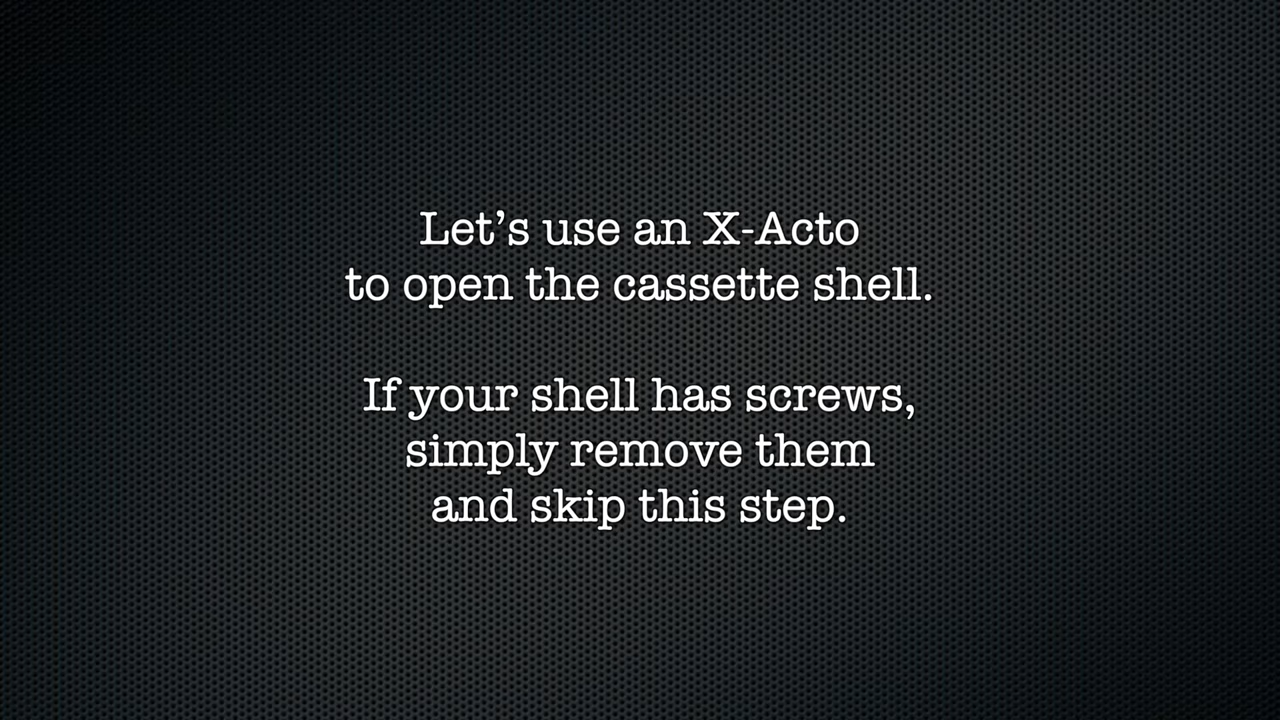 Let’s use an X-Acto
to open the cassette shell.
If your shell has screws,
simply remove them
and skip this step.